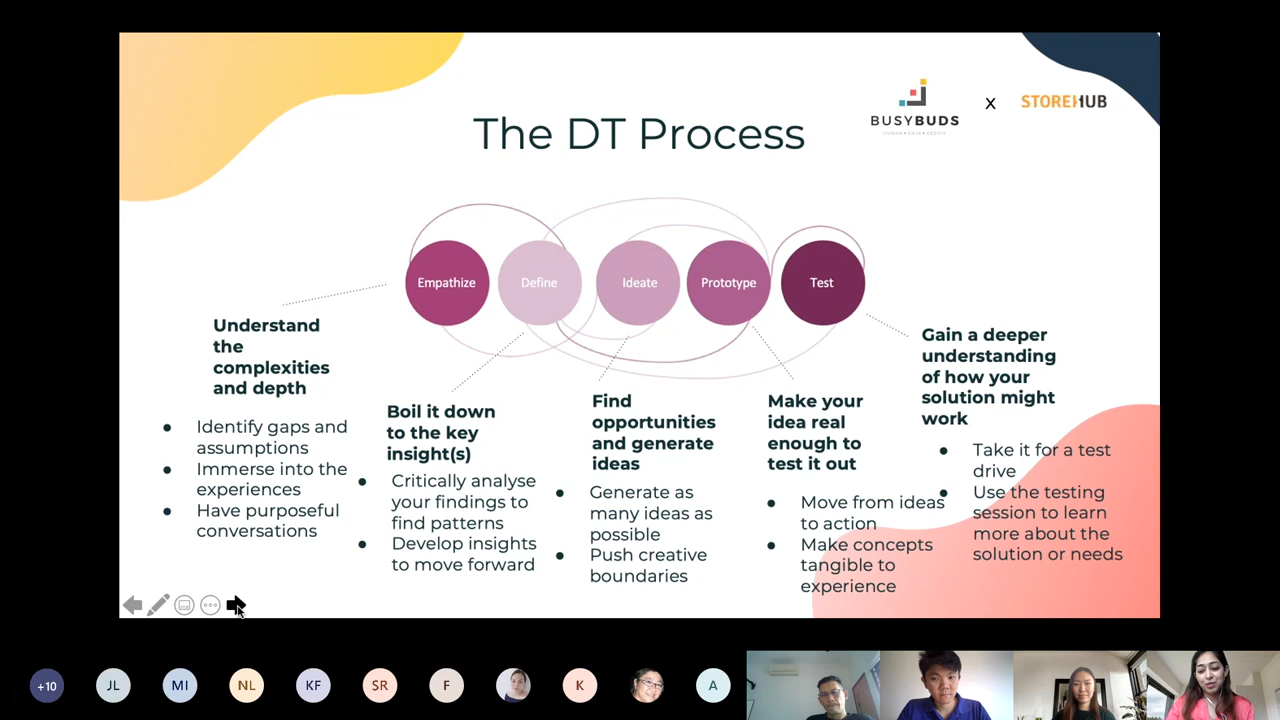 The DT Process
BUSYBUDS
HUMAN • DATA • DESIGN
X
STOREHUB
Empathize
Define
Ideate
Prototype
Test
Understand
the
complexities
and depth
● Identify gaps and
assumptions
● Immerse into the
experiences
● Have purposeful
conversations
Boil it down
to the key
insight(s)
● Critically analyse
your findings to
find patterns
● Develop insights
to move forward
Find
opportunities
and generate
ideas
● Generate as
many ideas as
possible
● Push creative
boundaries
Make your
idea real
enough to
test it out
● Move from ideas
to action
● Make concepts
tangible to
experience
Gain a deeper
understanding
of how your
solution might
work
● Take it for a test
drive
● Use the testing
session to learn
more about the
solution or needs
+10
JL
MI
NL
KF
SR
F
K
A